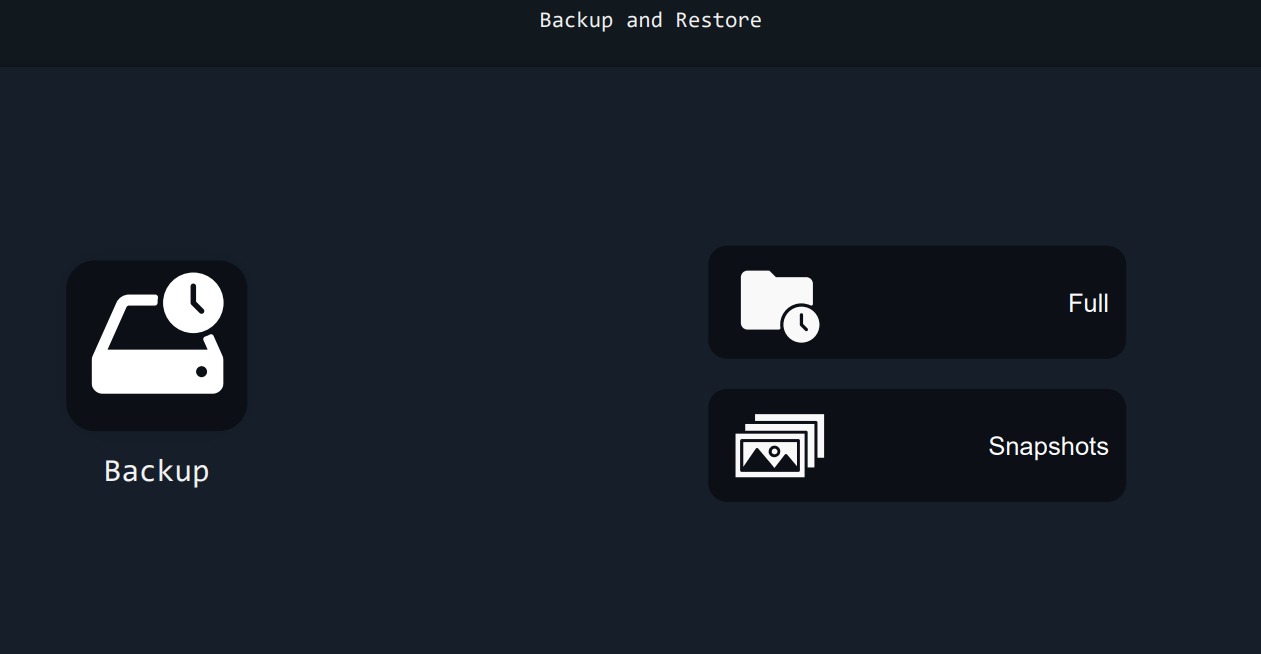 Backup and Restore
Backup
Full
Snapshots